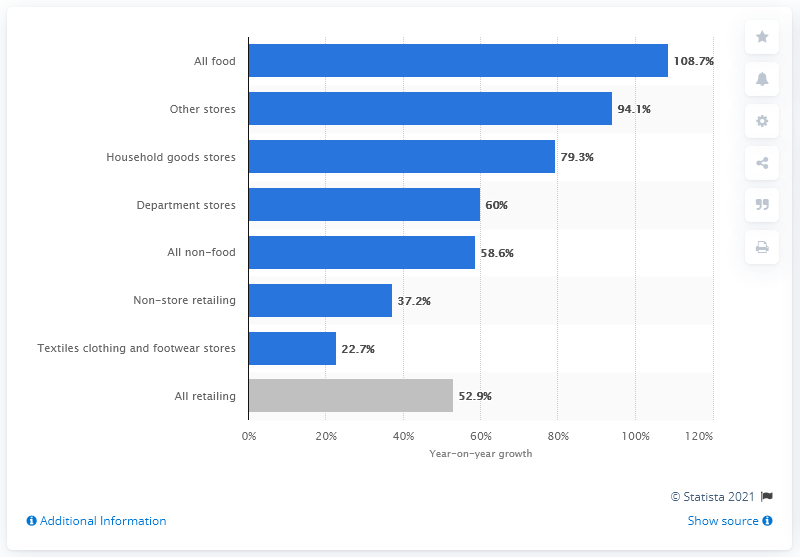 All food 108.7%
Other stores 94.1%
Household goods stores 79.3%
Department stores 60%
All non-food 58.6%
Non-store retailing 37.2%
Textiles clothing and footwear stores 22.7%
All retailing 52.9%
0% 20% 40% 60% 80% 100% 120%
Year-on-year growth
© Statista 2021
Additional Information Show source